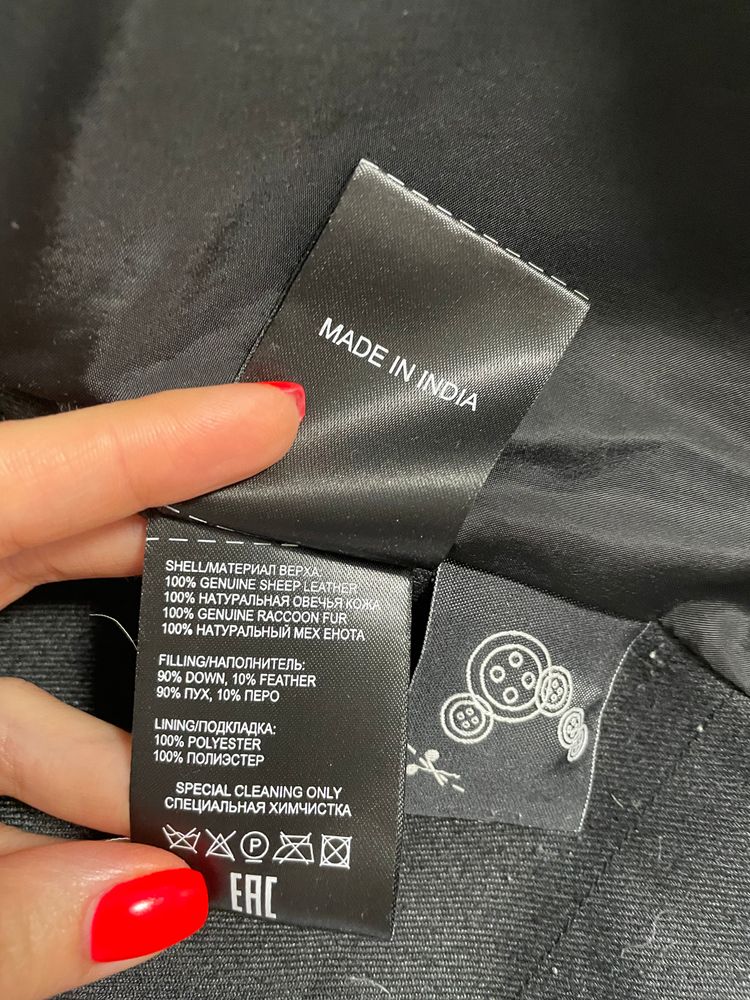 MADE IN INDIA
SHELL/МАТЕРИАЛ ВЕРХА:
100% GENUINE SHEEP LEATHER
100% НАТУРАЛЬНАЯ ОВЕЧЬЯ КОЖА
100% GENUINE RACCOON FUR
100% НАТУРАЛЬНЫЙ МЕХ ЕНОТА
FILLING/НАПОЛНИТЕЛЬ:
90% DOWN, 10% FEATHER
90% ПУХ, 10% ПЕРО
LINING/ПОДКЛАДКА:
100% POLYESTER
100% ПОЛИЭСТЕР
SPECIAL CLEANING ONLY
СПЕЦИАЛЬНАЯ ХИМЧИСТКА
P
EAC